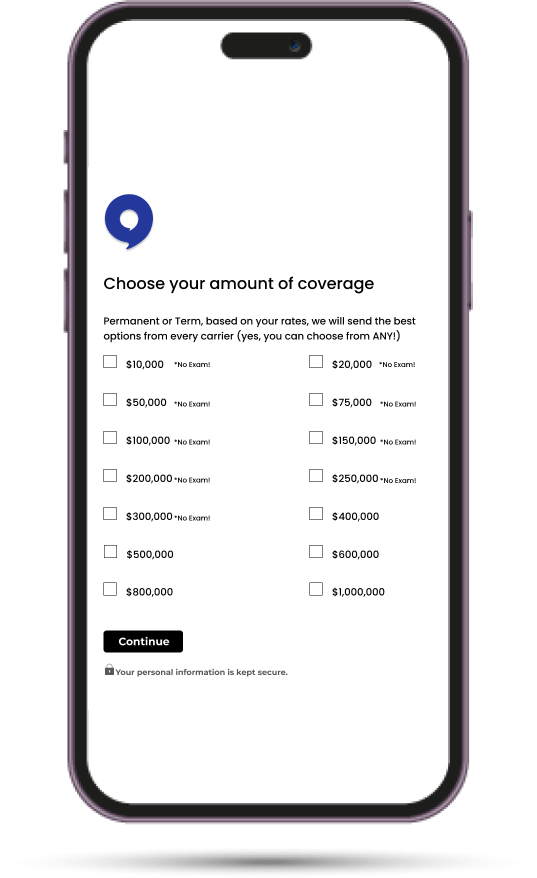 Choose your amount of coverage
Permanent or Term, based on your rates, we will send the best
options from every carrier (yes, you can choose from ANY!)
$10,000 *No Exam! $20,000 *No Exam!
$50,000 *No Exam! $75,000 *No Exam!
$100,000 *No Exam! $150,000 *No Exam!
$200,000 *No Exam! $250,000 *No Exam!
$300,000 *No Exam! $400,000
$500,000 $600,000
$800,000 $1,000,000
Continue
Your personal information is kept secure.